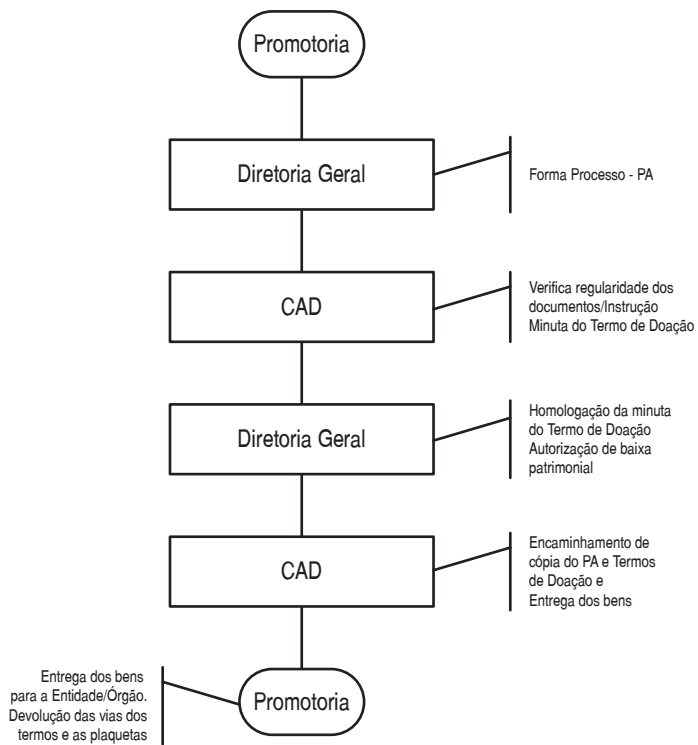 Promotoria
Diretoria Geral
Forma Processo - PA
CAD
Verifica regularidade dos
documentos/Instrução
Minuta do Termo de Doação
Diretoria Geral
Homologação da minuta
do Termo de Doação
Autorização de baixa
patrimonial
CAD
Encaminhamento de
cópia do PA e Termos
de Doação e
Entrega dos bens
Entrega dos bens
para a Entidade/Órgão.
Devolução das vias dos
termos e as plaquetas
Promotoria